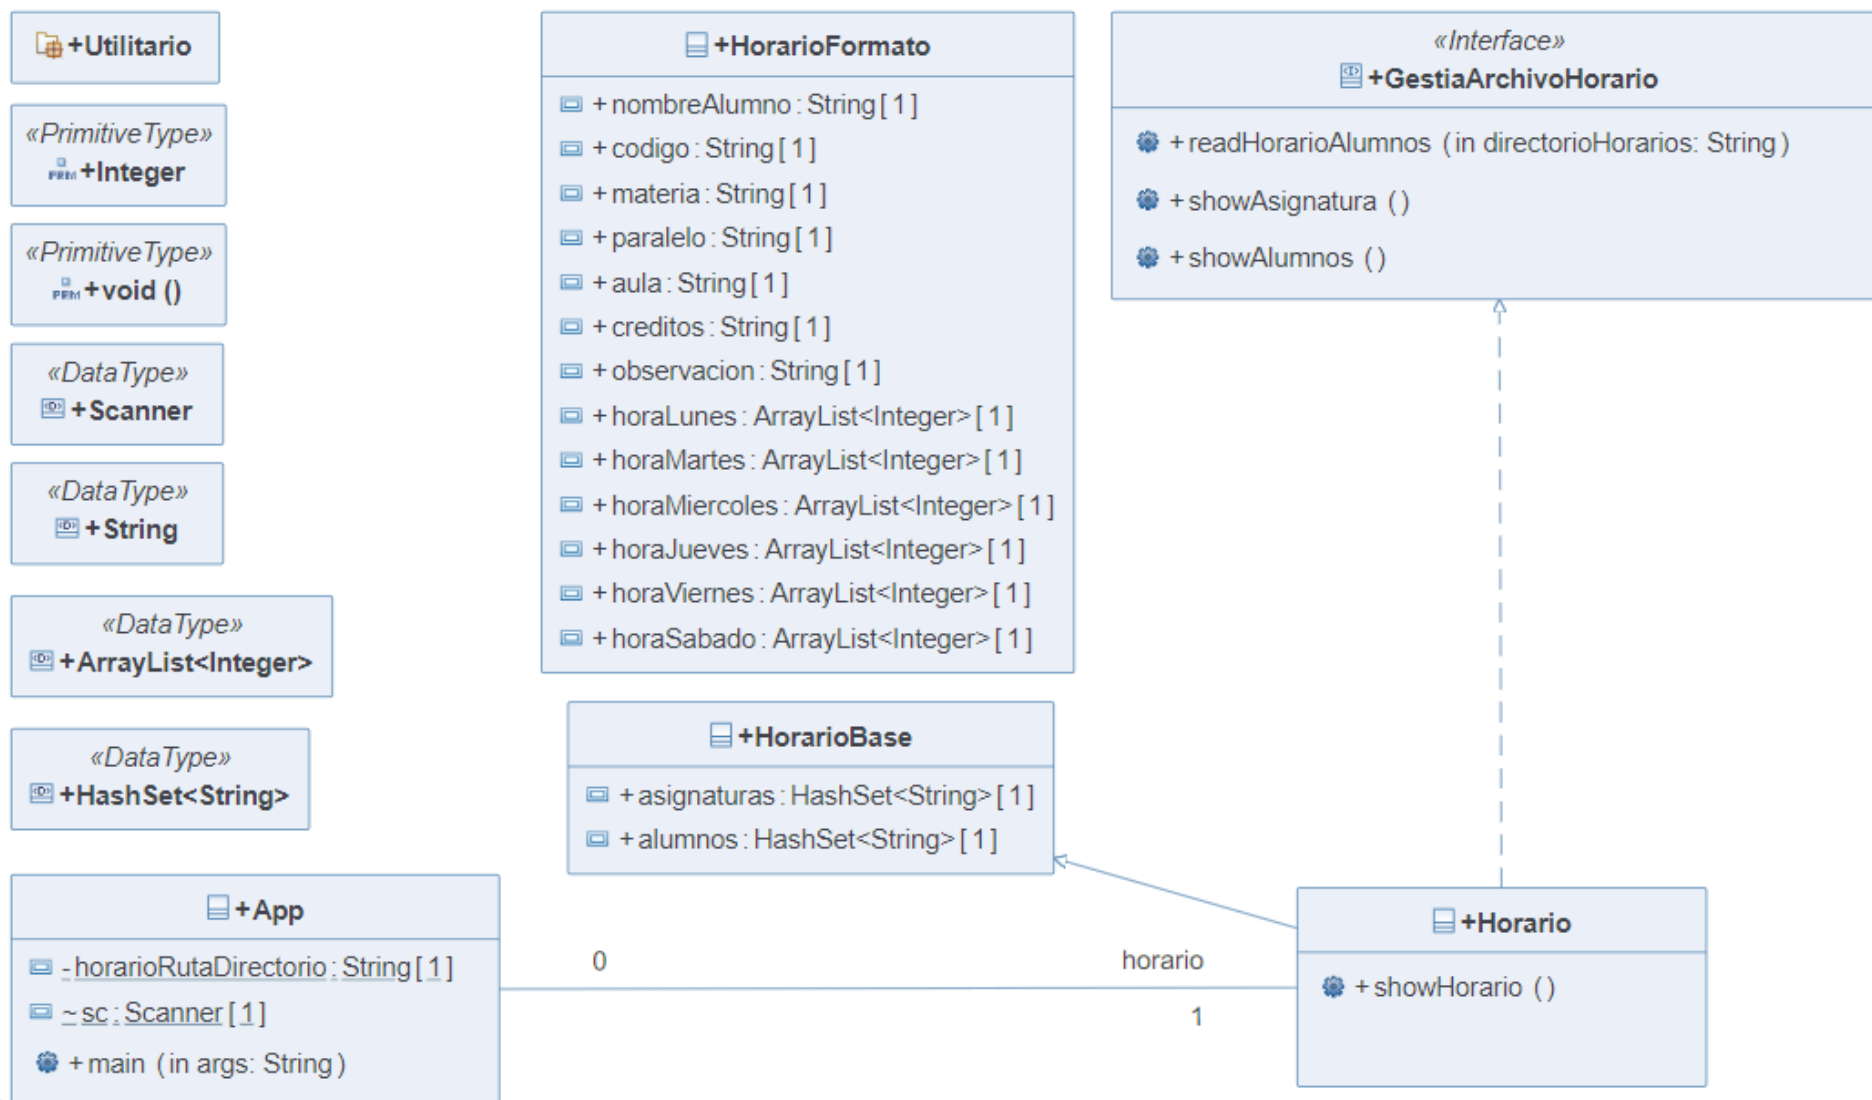 +Utilitario
«PrimitiveType»
+Integer
«PrimitiveType»
+void ()
«DataType»
+Scanner
«DataType»
+String
«DataType»
+ArrayList<Integer>
«DataType»
+HashSet<String>
+App
-horarioRutaDirectorio : String [ 1 ]
~ sc : Scanner [ 1 ]
+ main (in args: String )
+HorarioFormato
+ nombreAlumno : String [ 1 ]
+ codigo : String [ 1 ]
+ materia : String [ 1 ]
+ paralelo : String [ 1 ]
+ aula : String [ 1 ]
+ creditos : String [ 1 ]
+ observacion : String [ 1 ]
+ horaLunes : ArrayList<Integer> [ 1 ]
+ horaMartes : ArrayList<Integer> [ 1 ]
+ horaMiercoles : ArrayList<Integer> [ 1 ]
+ horaJueves : ArrayList<Integer> [ 1 ]
+ horaViernes : ArrayList<Integer> [ 1 ]
+ horaSabado : ArrayList<Integer> [ 1 ]
+HorarioBase
+ asignaturas : HashSet<String> [ 1 ]
+ alumnos : HashSet<String> [ 1 ]
«Interface»
+GestiaArchivoHorario
+ readHorarioAlumnos (in directorioHorarios: String )
+ showAsignatura ( )
+ showAlumnos ( )
0
horario
1
+Horario
+ showHorario ( )